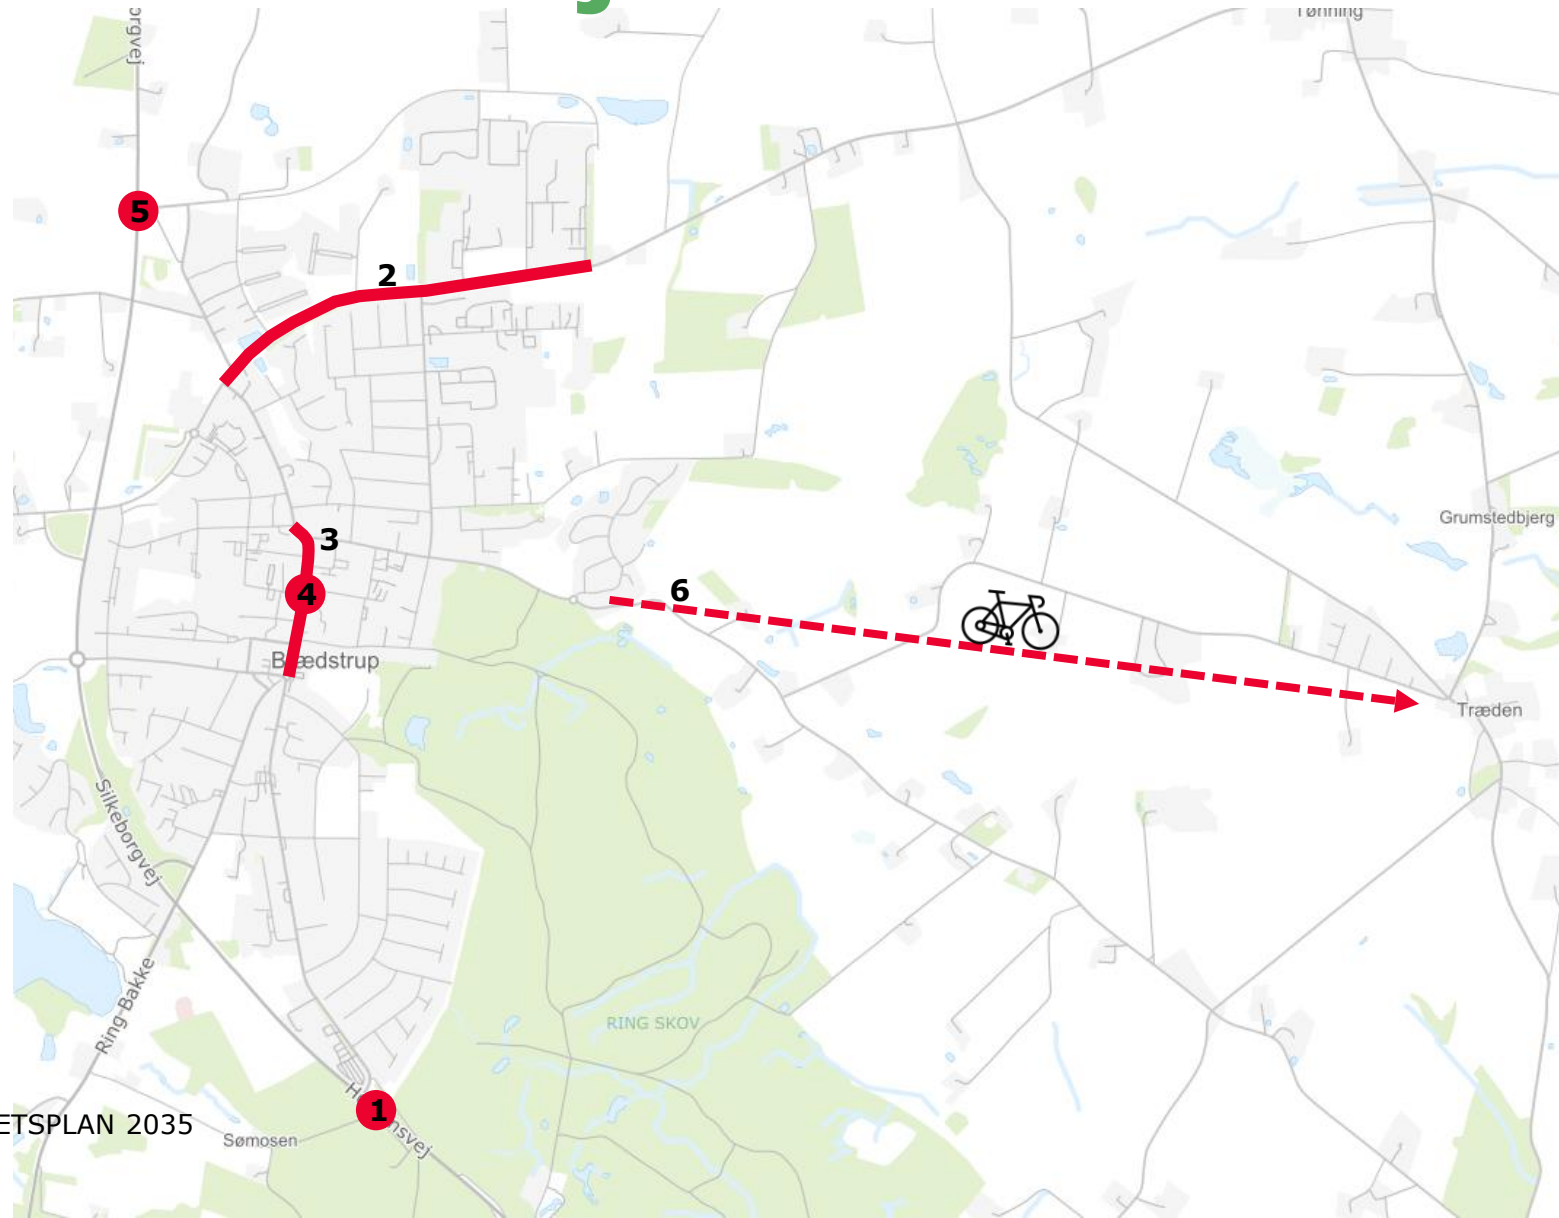 Tønning
orgvej
5
2
Grumstedbjerg
3
6
4
Brædstrup
Træden
Silkeborgvej
Ring Bakke
RING SKOV
1
ETSPLAN 2035
Sømosen